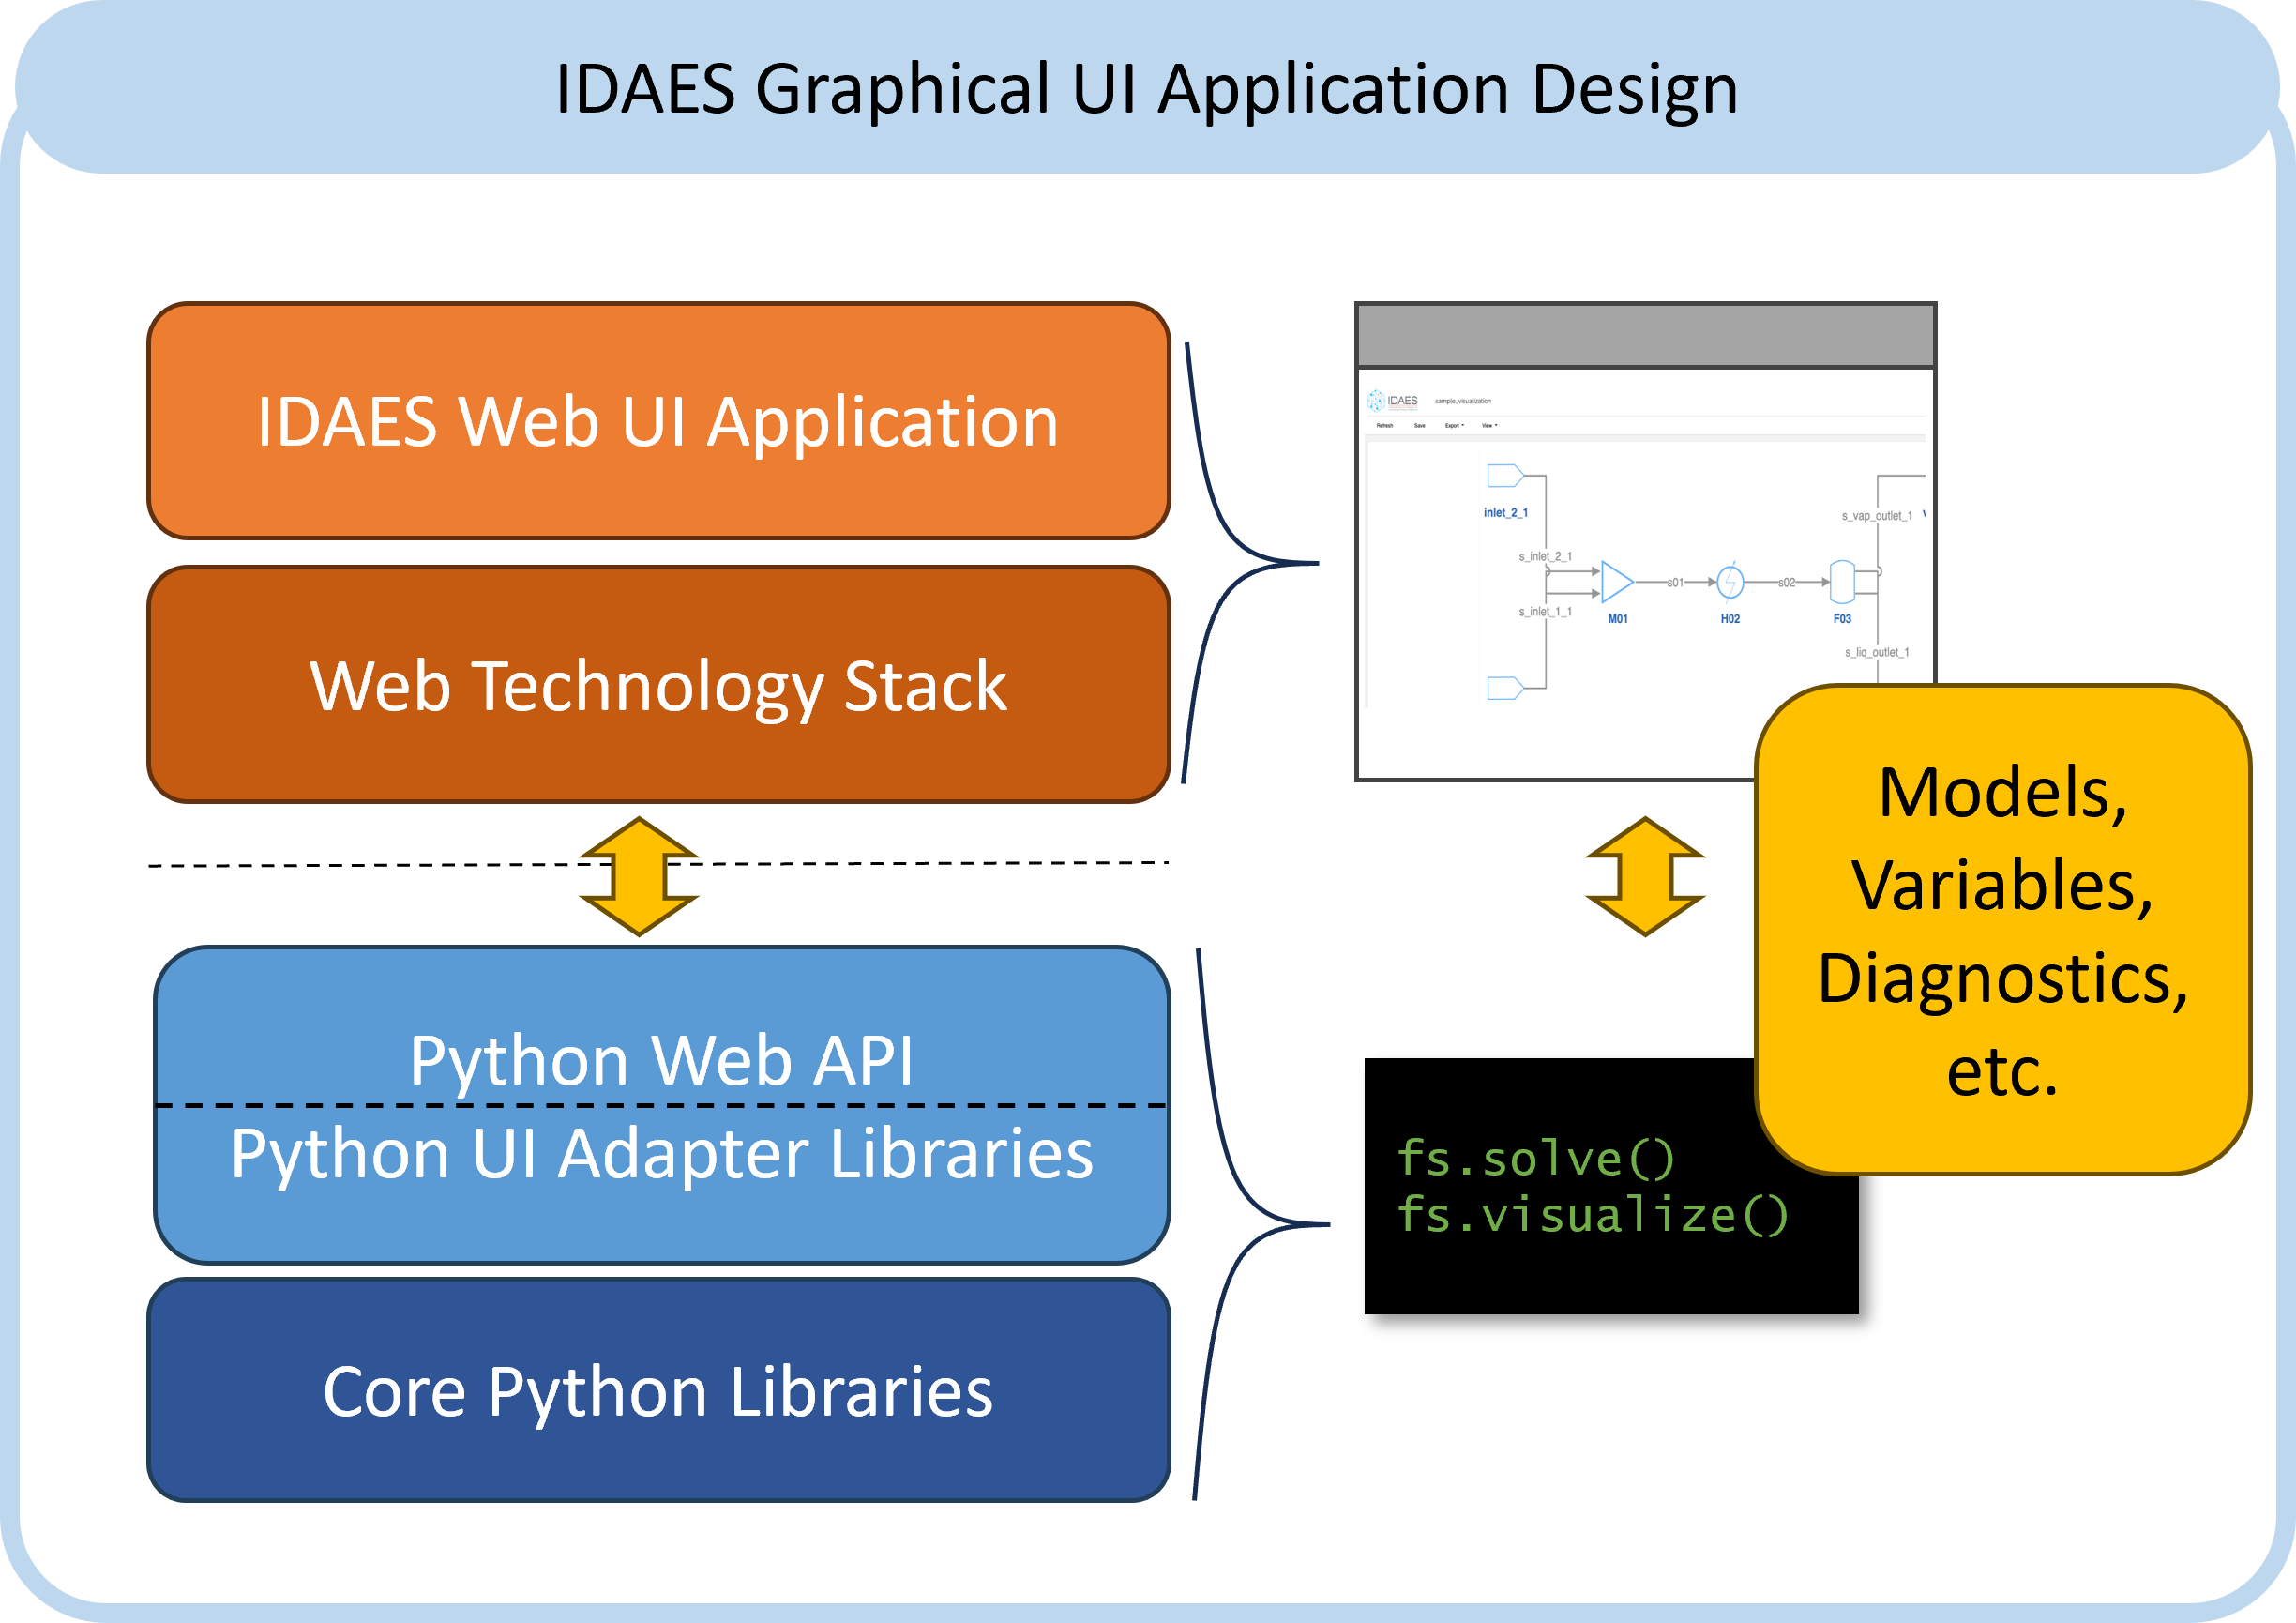 IDAES Graphical UI Application Design
IDAES Web UI Application
Web Technology Stack
Python Web API
Python UI Adapter Libraries
Core Python Libraries
IDAES
sample_visualization
Refresh Save Export View
inlet_2_1
s_vap_outlet_1
s_inlet_2_1
s01
s02
s_inlet_1_1
M01
H02
F03
s_liq_outlet_1
Models,
Variables,
Diagnostics,
etc.
fs.solve()
fs.visualize()